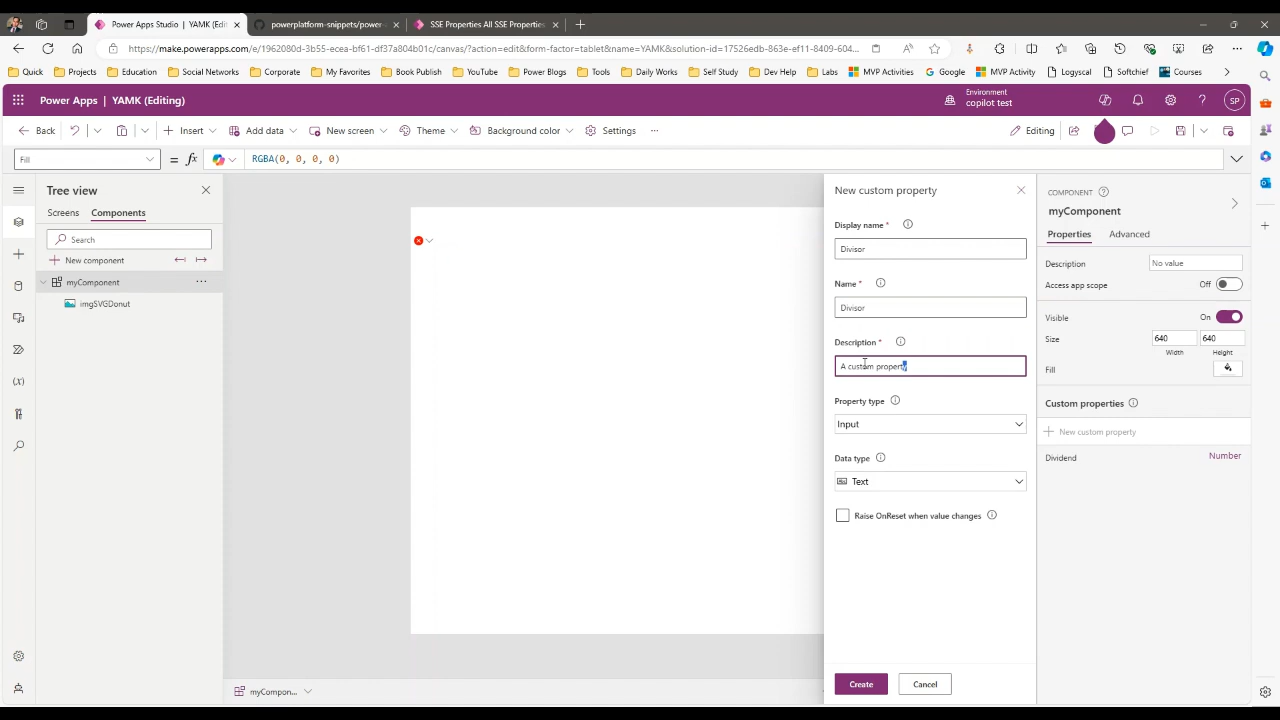 Power Apps Studio | YAMK (Edit
powerplatform-snippets/power-
SSE Properties All SSE Properties
https://make.powerapps.com/e/1962080d-3b55-ecea-bf61-df37a804b01c/canvas/?action=edit&form-factor=tablet&name=YAMK&solution-id=17526edb-863e-ef11-8409-604...
Quick Projects Education Social Networks Corporate My Favorites Book Publish YouTube Power Blogs Tools Daily Works Self Study Dev Help Labs MVP Activities Google MVP Activity Logyscal Softchief Courses
Power Apps | YAMK (Editing)
Environment
copilot test
SP
Back Insert Add data New screen Theme Background color Settings ... Editing
Fill = fx RGBA(0, 0, 0, 0)
Tree view
Screens Components
Search
New component
myComponent
imgSVGDonut
New custom property
Display name *
Divisor
Name *
Divisor
Description *
A custom property
Property type
Input
Data type
Abc Text
Raise OnReset when value changes
Create Cancel
COMPONENT
myComponent
Properties Advanced
Description No value
Access app scope Off
Visible On
Size 640 640
Width Height
Fill
Custom properties
New custom property
Dividend Number
myCompon...